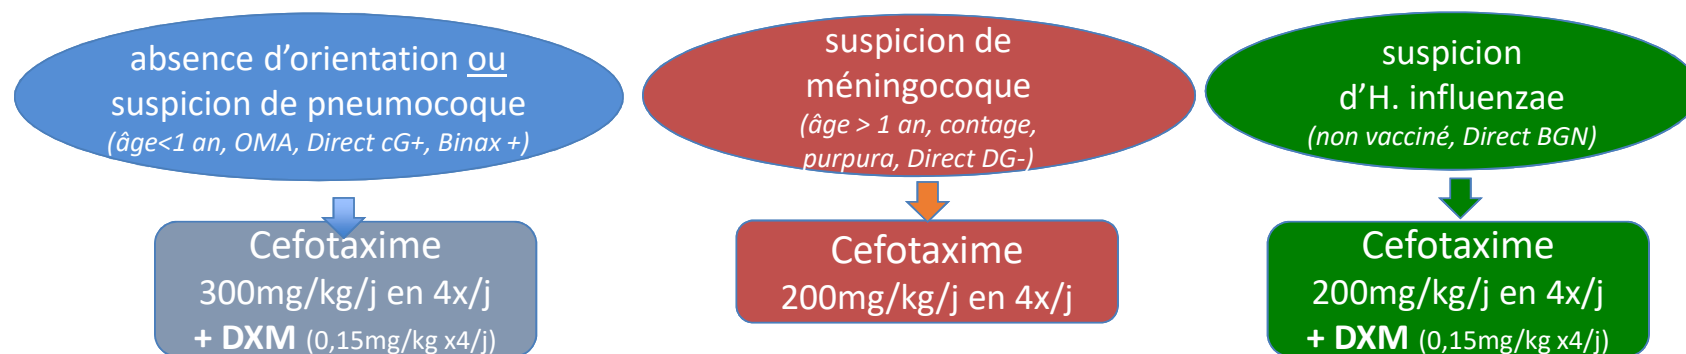 absence d'orientation ou
suspicion de pneumocoque
(âge<1 an, OMA, Direct cG+, Binax +)
Cefotaxime
300mg/kg/j en 4x/j
+ DXM (0,15mg/kg x4/j)
suspicion de
méningocoque
(âge > 1 an, contage,
purpura, Direct DG-)
Cefotaxime
200mg/kg/j en 4x/j
suspicion
d'H. influenzae
(non vacciné, Direct BGN)
Cefotaxime
200mg/kg/j en 4x/j
+ DXM (0,15mg/kg x4/j)